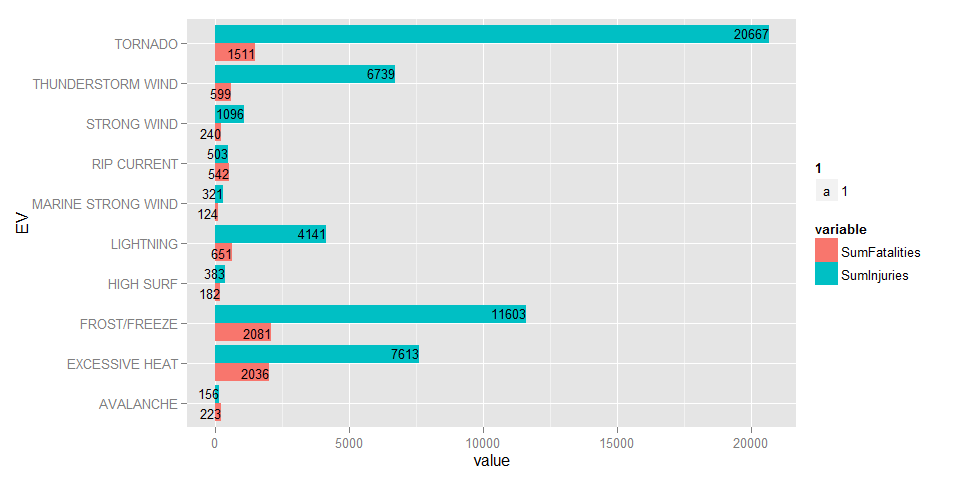 TORNADO
20667
1511
THUNDERSTORM WIND
6739
599
STRONG WIND
1096
240
RIP CURRENT
503
542
MARINE STRONG WIND
321
124
LIGHTNING
4141
651
HIGH SURF
383
182
FROST/FREEZE
11603
2081
EXCESSIVE HEAT
7613
2036
AVALANCHE
156
223
EV
0 5000 10000 15000 20000
value
1
a 1
variable
SumFatalities
SumInjuries